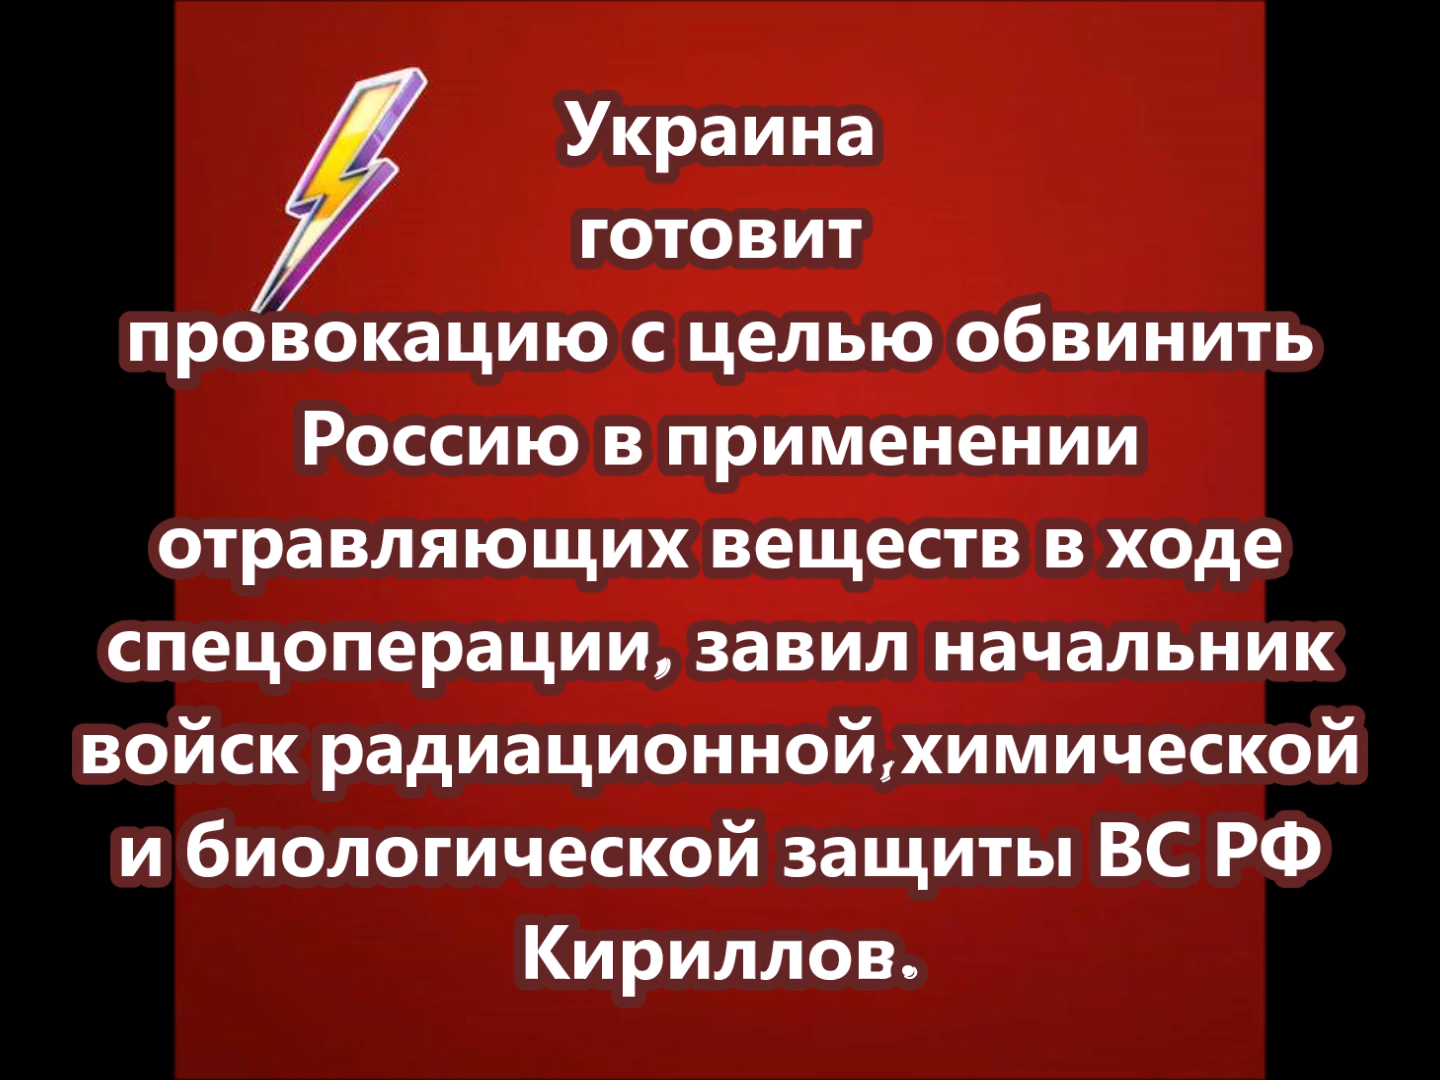 Украина
готовит
провокацию с целью обвинить
Россию в применении
отравляющих веществ в ходе
спецоперации, завил начальник
войск радиационной,химической
и биологической защиты ВС РФ
Кириллов.